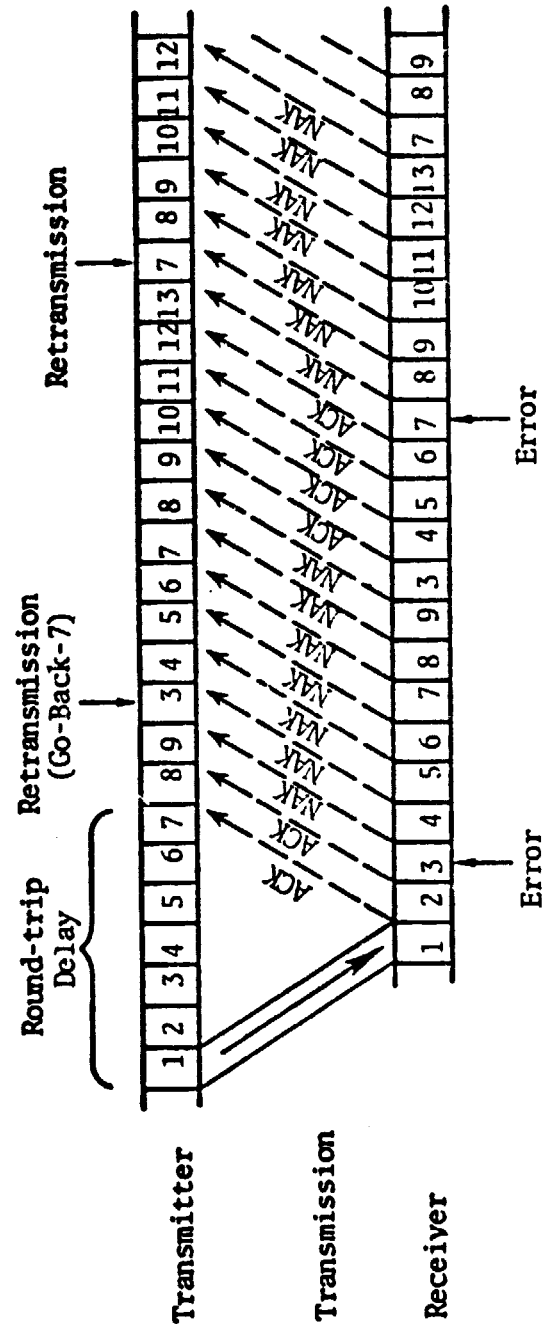 Round-trip
Delay
Retransmission
(Go-Back-7)
Retransmission
Transmitter
1 2 3 4 5 6 7 8 9 3 4 5 6 7 8 9 10 11 12 13 7 8 9 10 11 12
Transmission
ACK ACK NAK NAK NAK NAK NAK NAK NAK ACK ACK ACK ACK NAK NAK NAK NAK NAK NAK NAK
Receiver
1 2 3 4 5 6 7 8 9 3 4 5 6 7 8 9 10 11 12 13 7 8 9
Error
Error